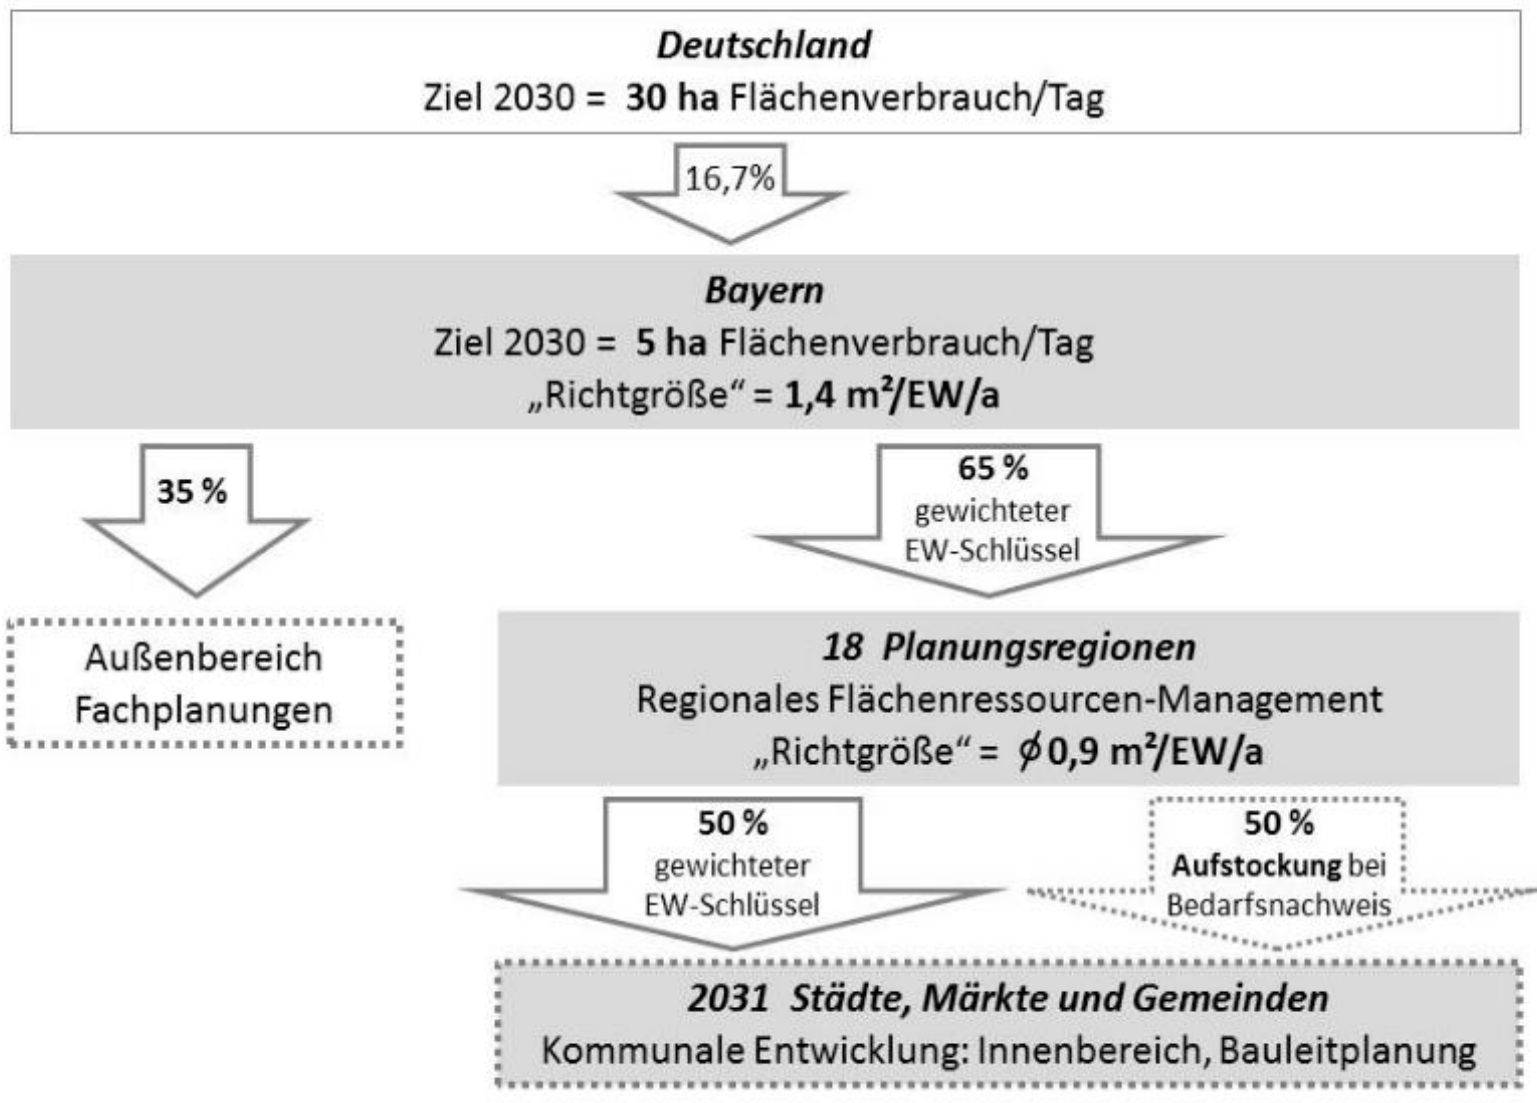 Deutschland
Ziel 2030 = 30 ha Flächenverbrauch/Tag
16,7%
Bayern
Ziel 2030 = 5 ha Flächenverbrauch/Tag
„Richtgröße“ = 1,4 m²/EW/a
35 %
65 %
gewichteter
EW-Schlüssel
Außenbereich
Fachplanungen
18 Planungsregionen
Regionales Flächenressourcen-Management
„Richtgröße“ = ϕ 0,9 m²/EW/a
50 %
gewichteter
EW-Schlüssel
50 %
Aufstockung bei
Bedarfsnachweis
2031 Städte, Märkte und Gemeinden
Kommunale Entwicklung: Innenbereich, Bauleitplanung